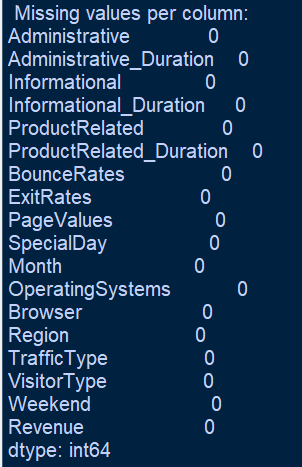 Missing values per column:
Administrative 0
Administrative_Duration 0
Informational 0
Informational_Duration 0
ProductRelated 0
ProductRelated_Duration 0
BounceRates 0
ExitRates 0
PageValues 0
SpecialDay 0
Month 0
OperatingSystems 0
Browser 0
Region 0
TrafficType 0
VisitorType 0
Weekend 0
Revenue 0
dtype: int64